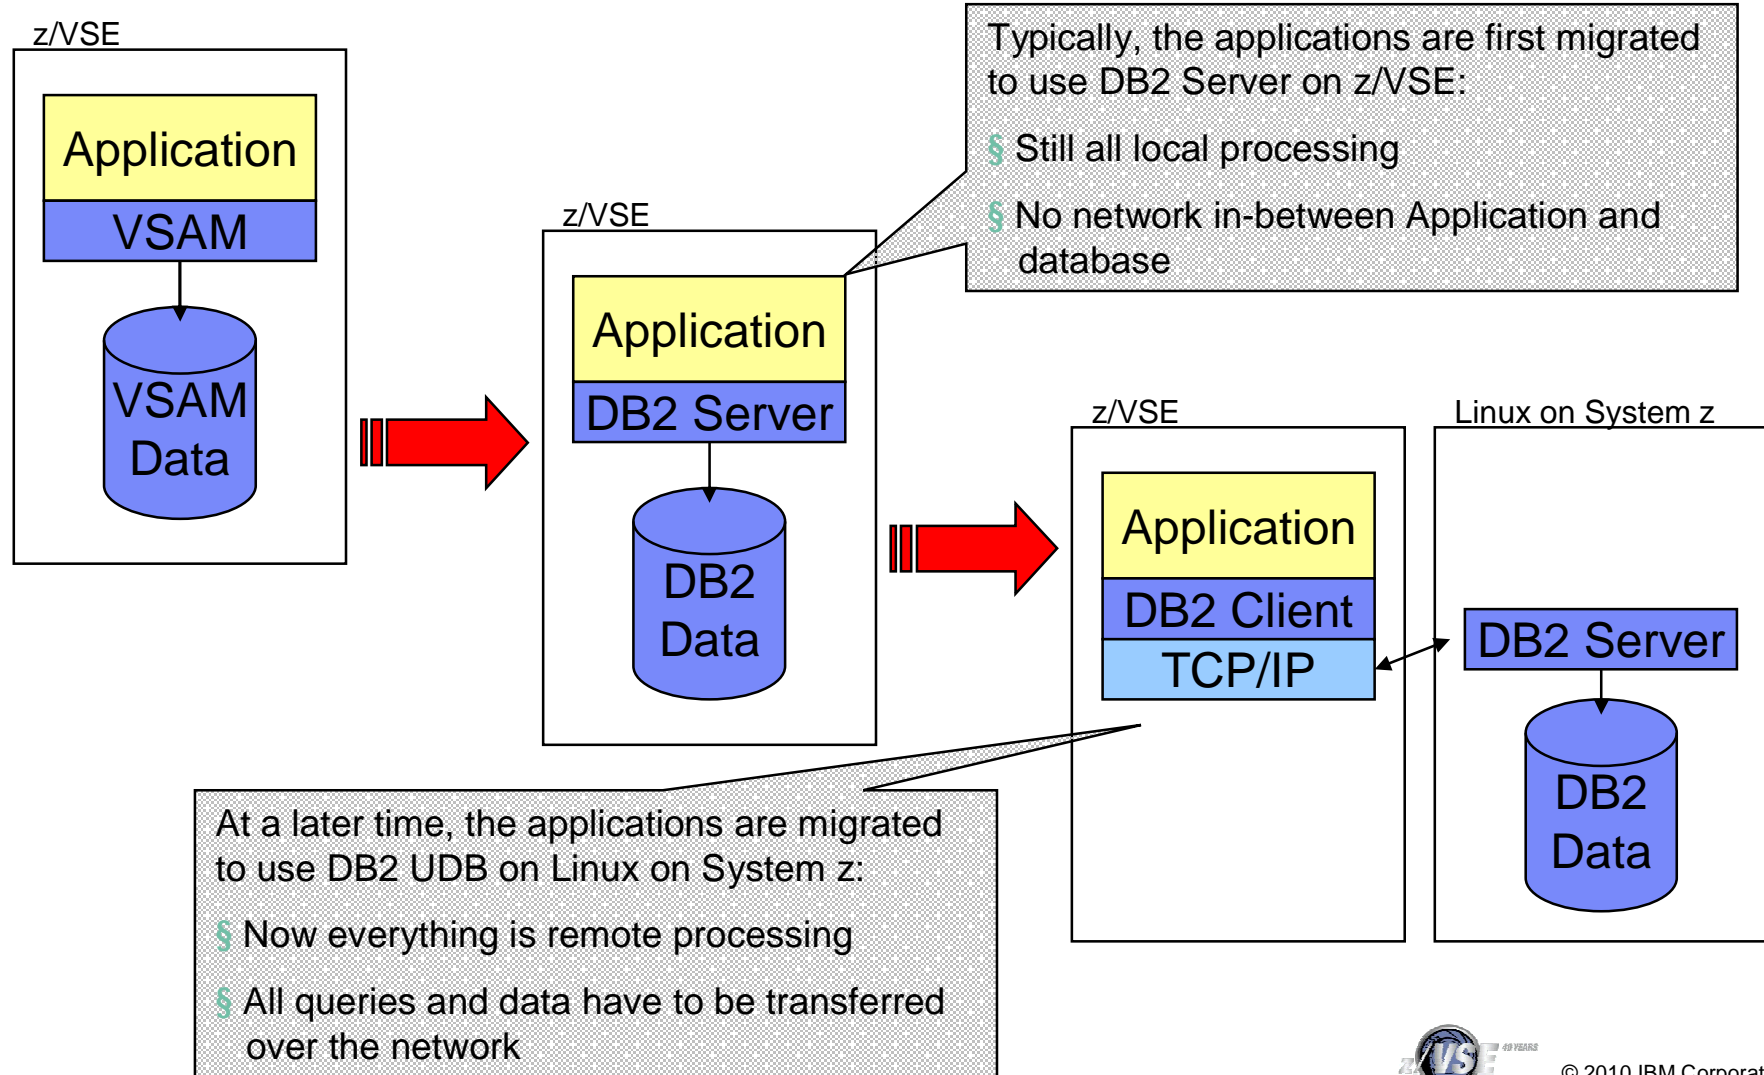 z/VSE
Application
VSAM
VSAM
Data
z/VSE
Application
DB2 Server
DB2
Data
Typically, the applications are first migrated
to use DB2 Server on z/VSE:
§ Still all local processing
§ No network in-between Application and
database
z/VSE
Application
DB2 Client
TCP/IP
Linux on System z
DB2 Server
DB2
Data
At a later time, the applications are migrated
to use DB2 UDB on Linux on System z:
§ Now everything is remote processing
§ All queries and data have to be transferred
over the network
z/VSE
© 2010 IBM Corporat